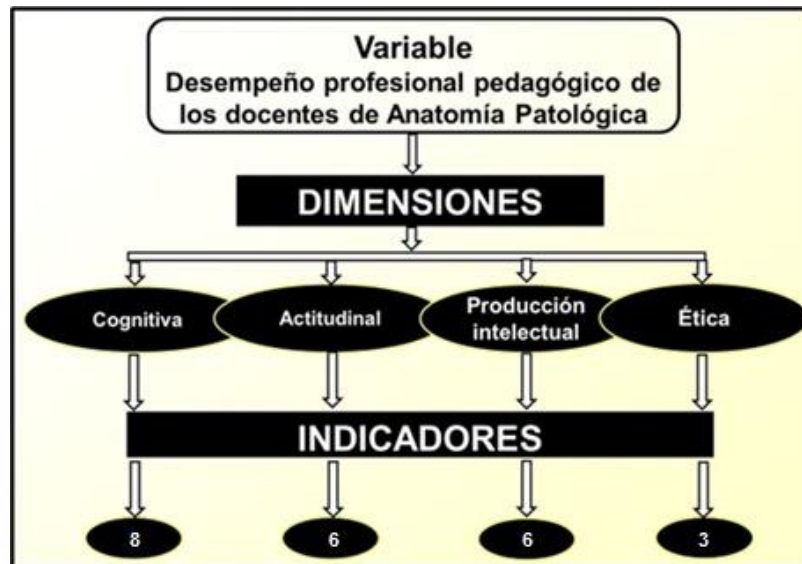 Variable
Desempeño profesional pedagógico de
los docentes de Anatomía Patológica
DIMENSIONES
Cognitiva
Actitudinal
Producción
intelectual
Ética
INDICADORES
8
6
6
3